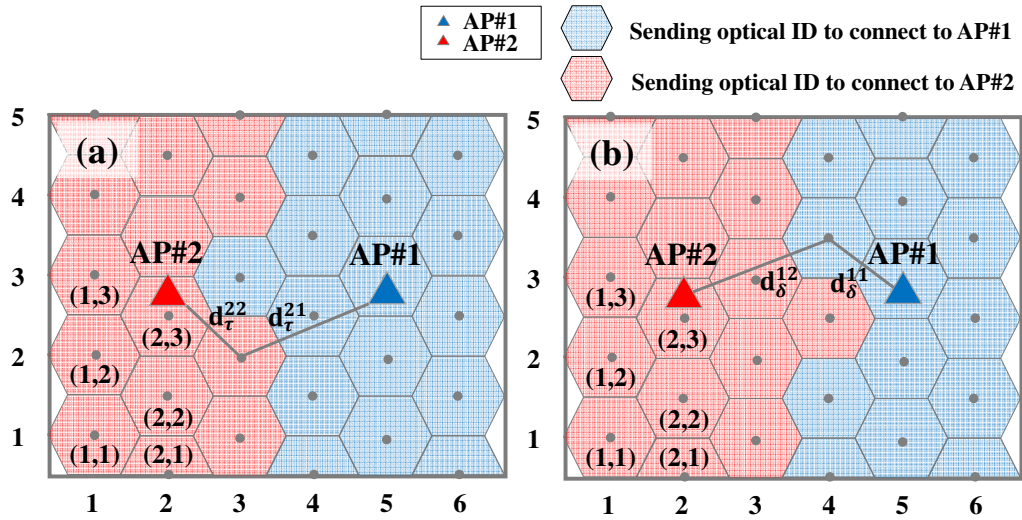 AP#1
AP#2
Sending optical ID to connect to AP#1
Sending optical ID to connect to AP#2
5
4
3
2
1
(a)
AP#2
AP#1
(1,3)
d_τ^22
d_τ^21
(2,3)
(1,2)
(2,2)
(1,1)
(2,1)
1 2 3 4 5 6
5
4
3
2
1
(b)
AP#2
AP#1
(1,3)
d_δ^12
d_δ^11
(2,3)
(1,2)
(2,2)
(1,1)
(2,1)
1 2 3 4 5 6